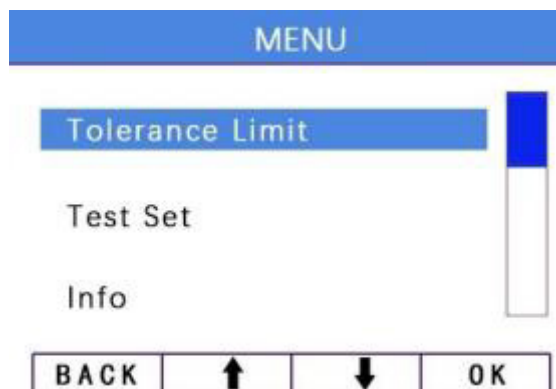 MENU
Tolerance Limit
Test Set
Info
BACK ↑ ↓ OK